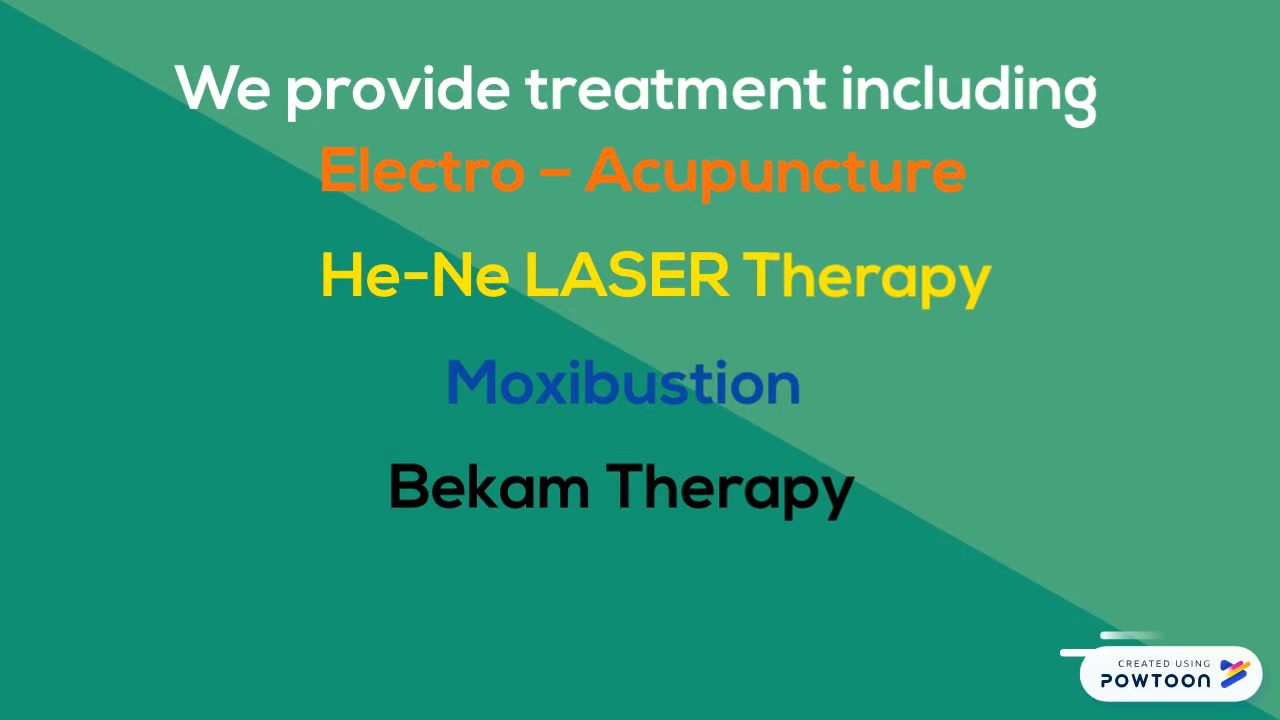 We provide treatment including
Electro – Acupuncture
He-Ne LASER Therapy
Moxibustion
Bekam Therapy
CREATED USING
POWTOON